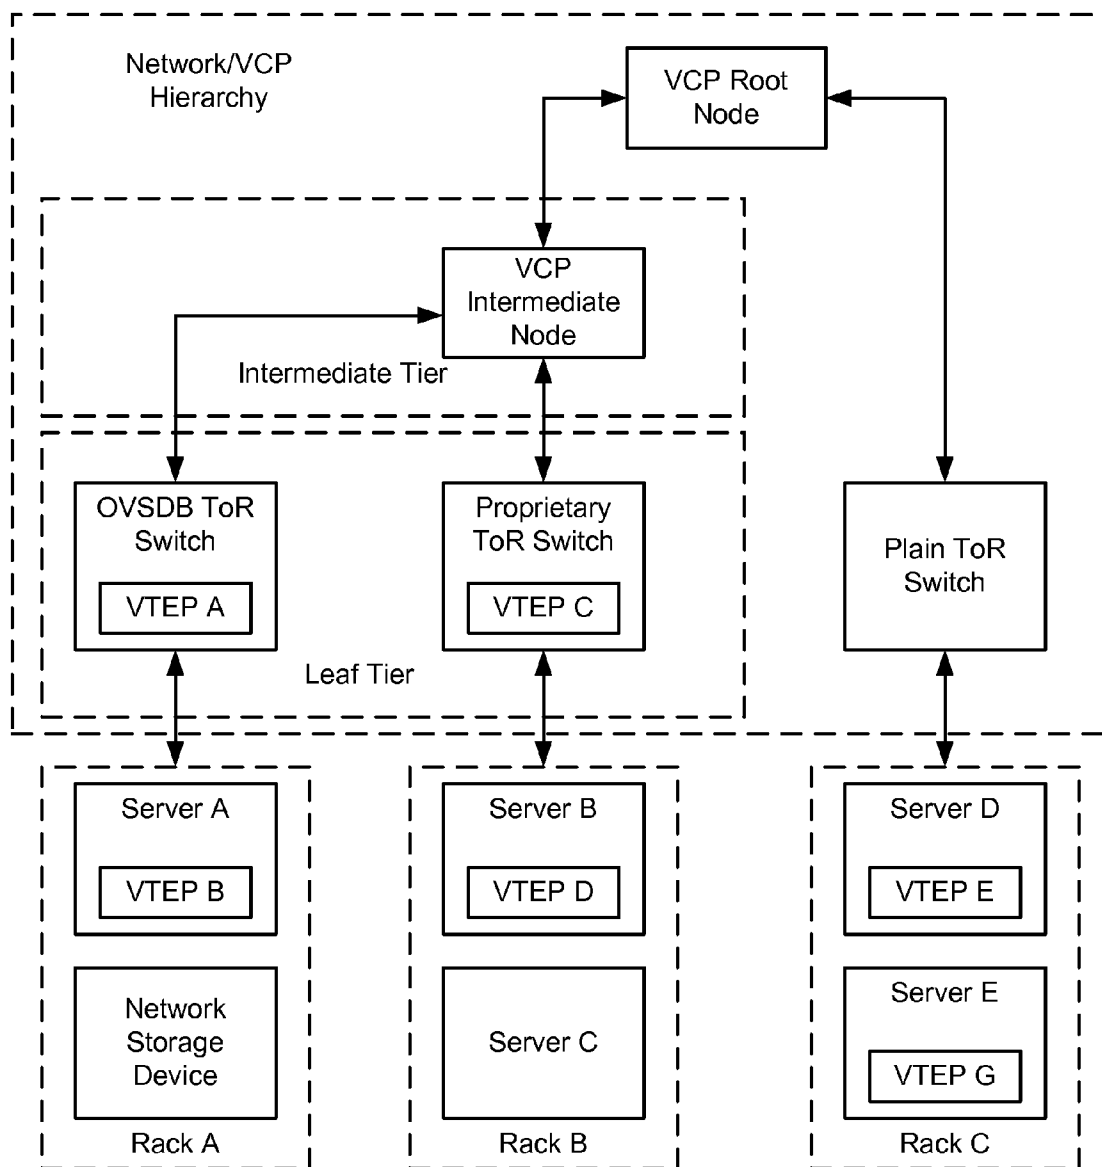 Network/VCP
Hierarchy
VCP Root
Node
VCP
Intermediate
Node
Intermediate Tier
OVSDB ToR
Switch
VTEP A
Proprietary
ToR Switch
VTEP C
Plain ToR
Switch
Leaf Tier
Server A
VTEP B
Server B
VTEP D
Server D
VTEP E
Network
Storage
Device
Server C
Server E
VTEP G
Rack A
Rack B
Rack C